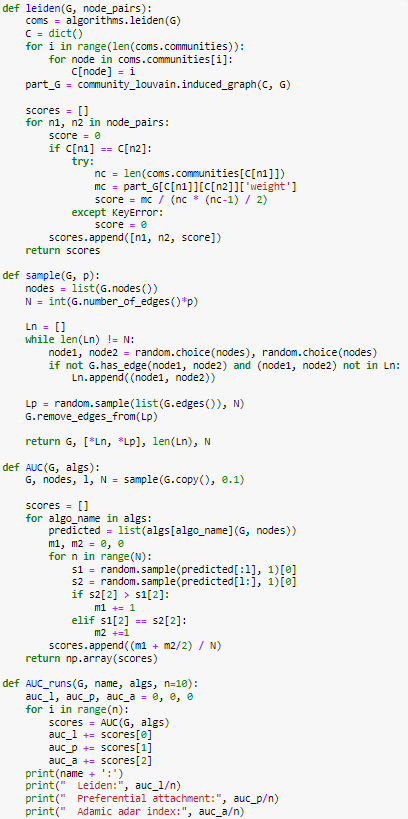 def leiden(G, node_pairs):
    coms = algorithms.leiden(G)
    C = dict()
    for i in range(len(coms.communities)):
        for node in coms.communities[i]:
            C[node] = i
    part_G = community_louvain.induced_graph(C, G)

    scores = []
    for n1, n2 in node_pairs:
        score = 0
        if C[n1] == C[n2]:
            try:
                nc = len(coms.communities[C[n1]])
                mc = part_G[C[n1]][C[n2]]['weight']
                score = mc / (nc * (nc-1) / 2)
            except KeyError:
                score = 0
        scores.append([n1, n2, score])
    return scores

def sample(G, p):
    nodes = list(G.nodes())
    N = int(G.number_of_edges()*p)

    Ln = []
    while len(Ln) != N:
        node1, node2 = random.choice(nodes), random.choice(nodes)
        if not G.has_edge(node1, node2) and (node1, node2) not in Ln:
            Ln.append((node1, node2))

    Lp = random.sample(list(G.edges()), N)
    G.remove_edges_from(Lp)

    return G, [*Ln, *Lp], len(Ln), N

def AUC(G, algs):
    G, nodes, l, N = sample(G.copy(), 0.1)

    scores = []
    for algo_name in algs:
        predicted = list(algs[algo_name](G, nodes))
        m1, m2 = 0, 0
        for n in range(N):
            s1 = random.sample(predicted[:l], 1)[0]
            s2 = random.sample(predicted[l:], 1)[0]
            if s2[2] > s1[2]:
                m1 += 1
            elif s1[2] == s2[2]:
                m2 +=1
        scores.append((m1 + m2/2) / N)
    return np.array(scores)

def AUC_runs(G, name, algs, n=10):
    auc_l, auc_p, auc_a = 0, 0, 0
    for i in range(n):
        scores = AUC(G, algs)
        auc_l += scores[0]
        auc_p += scores[1]
        auc_a += scores[2]
    print(name + ':')
    print("  Leiden:", auc_l/n)
    print("  Preferential attachment:", auc_p/n)
    print("  Adamic adar index:", auc_a/n)